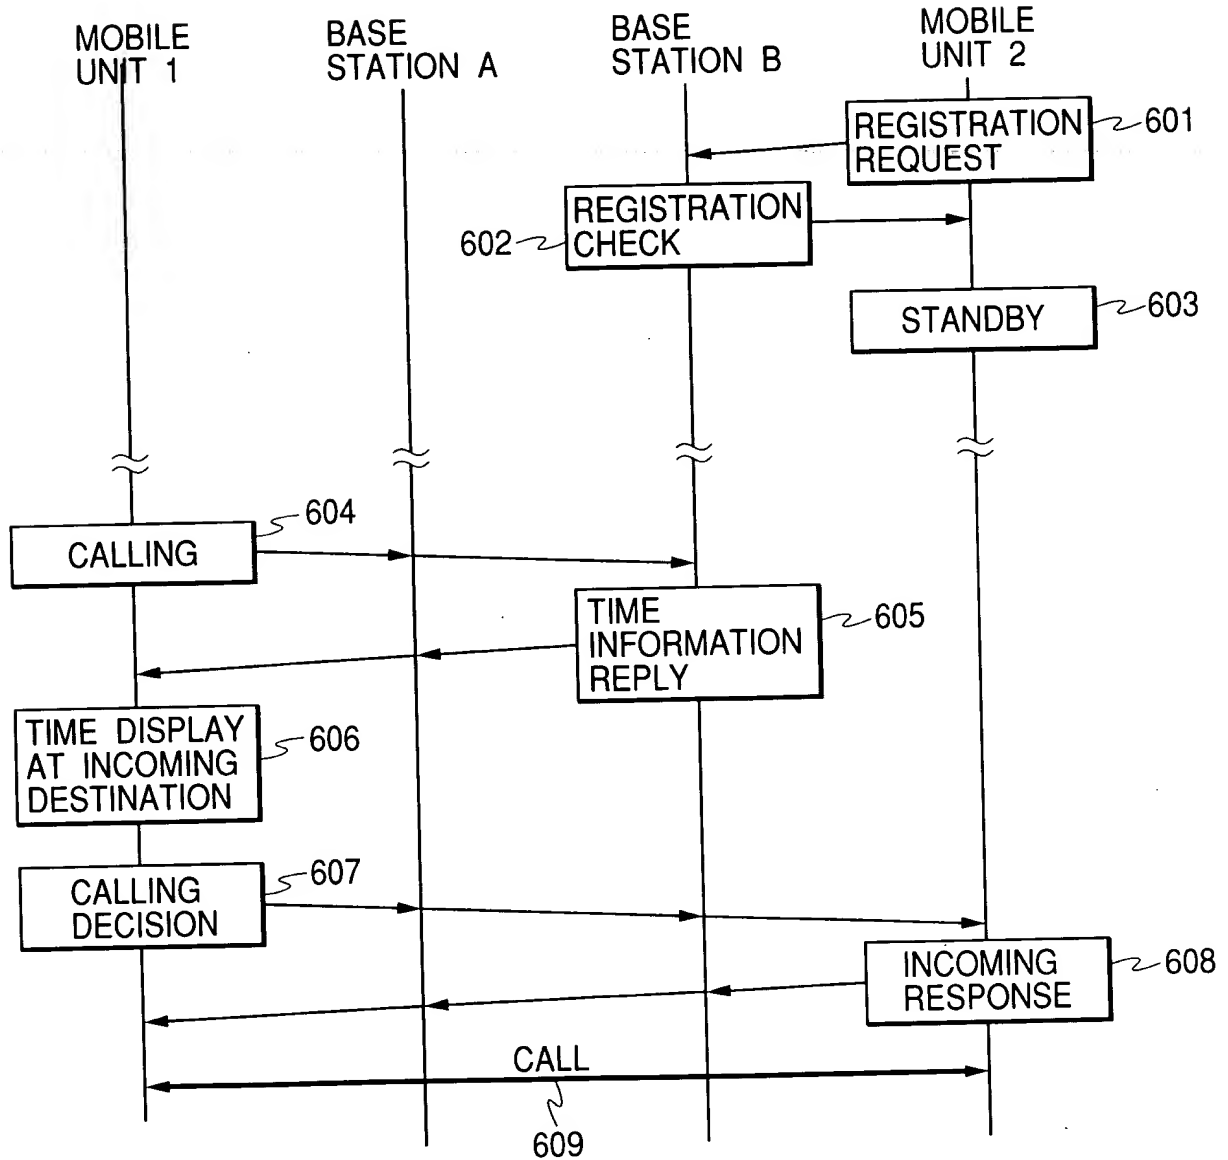 MOBILE
UNIT 1
BASE
STATION A
BASE
STATION B
MOBILE
UNIT 2
REGISTRATION
REQUEST
601
REGISTRATION
CHECK
602
STANDBY
603
CALLING
604
TIME
INFORMATION
REPLY
605
TIME DISPLAY
AT INCOMING
DESTINATION
606
CALLING
DECISION
607
INCOMING
RESPONSE
608
CALL
609